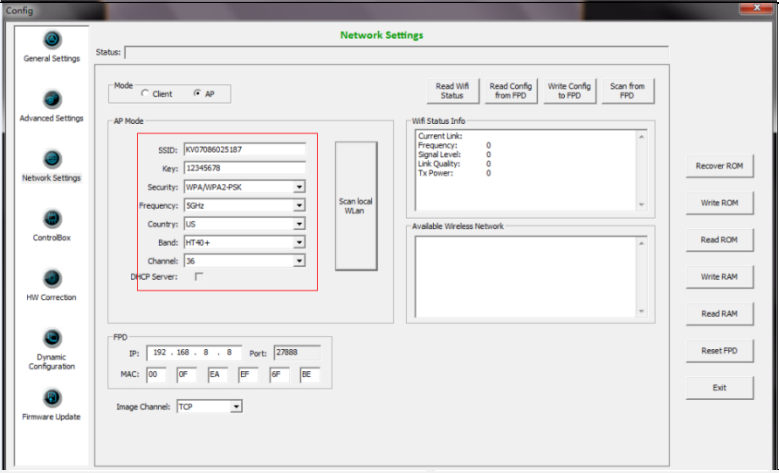 Config
Network Settings
Status:
General Settings
Advanced Settings
Network Settings
ControlBox
HW Correction
Dynamic
Configuration
Firmware Update
Mode
Client
AP
Read Wifi
Status
Read Config
from FPD
Write Config
to FPD
Scan from
FPD
AP Mode
SSID: KV07086025187
Key: 12345678
Security: WPA/WPA2-PSK
Frequency: 5GHz
Country: US
Band: HT40+
Channel: 36
DHCP Server:
Scan local
WLan
Wifi Status Info
Current Link:
Frequency: 0
Signal Level: 0
Link Quality: 0
Tx Power: 0
Available Wireless Network
FPD
IP: 192 . 168 . 8 . 8 Port: 27888
MAC: 00 0F EA EF 6F BE
Image Channel: TCP
Recover ROM
Write ROM
Read ROM
Write RAM
Read RAM
Reset FPD
Exit